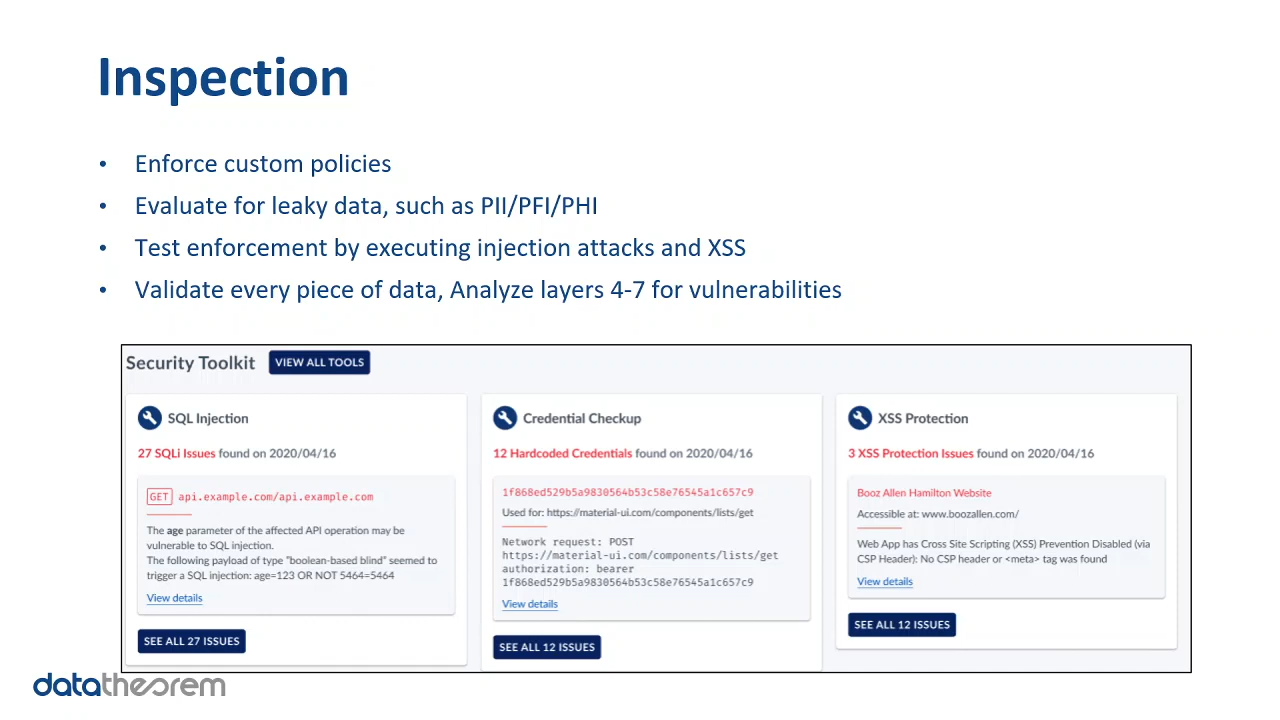 Inspection
• Enforce custom policies
• Evaluate for leaky data, such as PII/PFI/PHI
• Test enforcement by executing injection attacks and XSS
• Validate every piece of data, Analyze layers 4-7 for vulnerabilities
Security Toolkit VIEW ALL TOOLS
SQL Injection
27 SQLi Issues found on 2020/04/16
GET api.example.com/api.example.com
The age parameter of the affected API operation may be
vulnerable to SQL injection.
The following payload of type "boolean-based blind" seemed to
trigger a SQL injection: age=123 OR NOT 5464=5464
View details
SEE ALL 27 ISSUES
Credential Checkup
12 Hardcoded Credentials found on 2020/04/16
1f868ed529b5a9830564b53c58e76545a1c657c9
Used for: https://material-ui.com/components/lists/get
Network request: POST
https://material-ui.com/components/lists/get
authorization: bearer
1f868ed529b5a9830564b53c58e76545a1c657c9
View details
SEE ALL 12 ISSUES
XSS Protection
3 XSS Protection Issues found on 2020/04/16
Booz Allen Hamilton Website
Accessible at: www.boozallen.com/
Web App has Cross Site Scripting (XSS) Prevention Disabled (via
CSP Header): No CSP header or <meta> tag was found
View details
SEE ALL 12 ISSUES
datatheorem